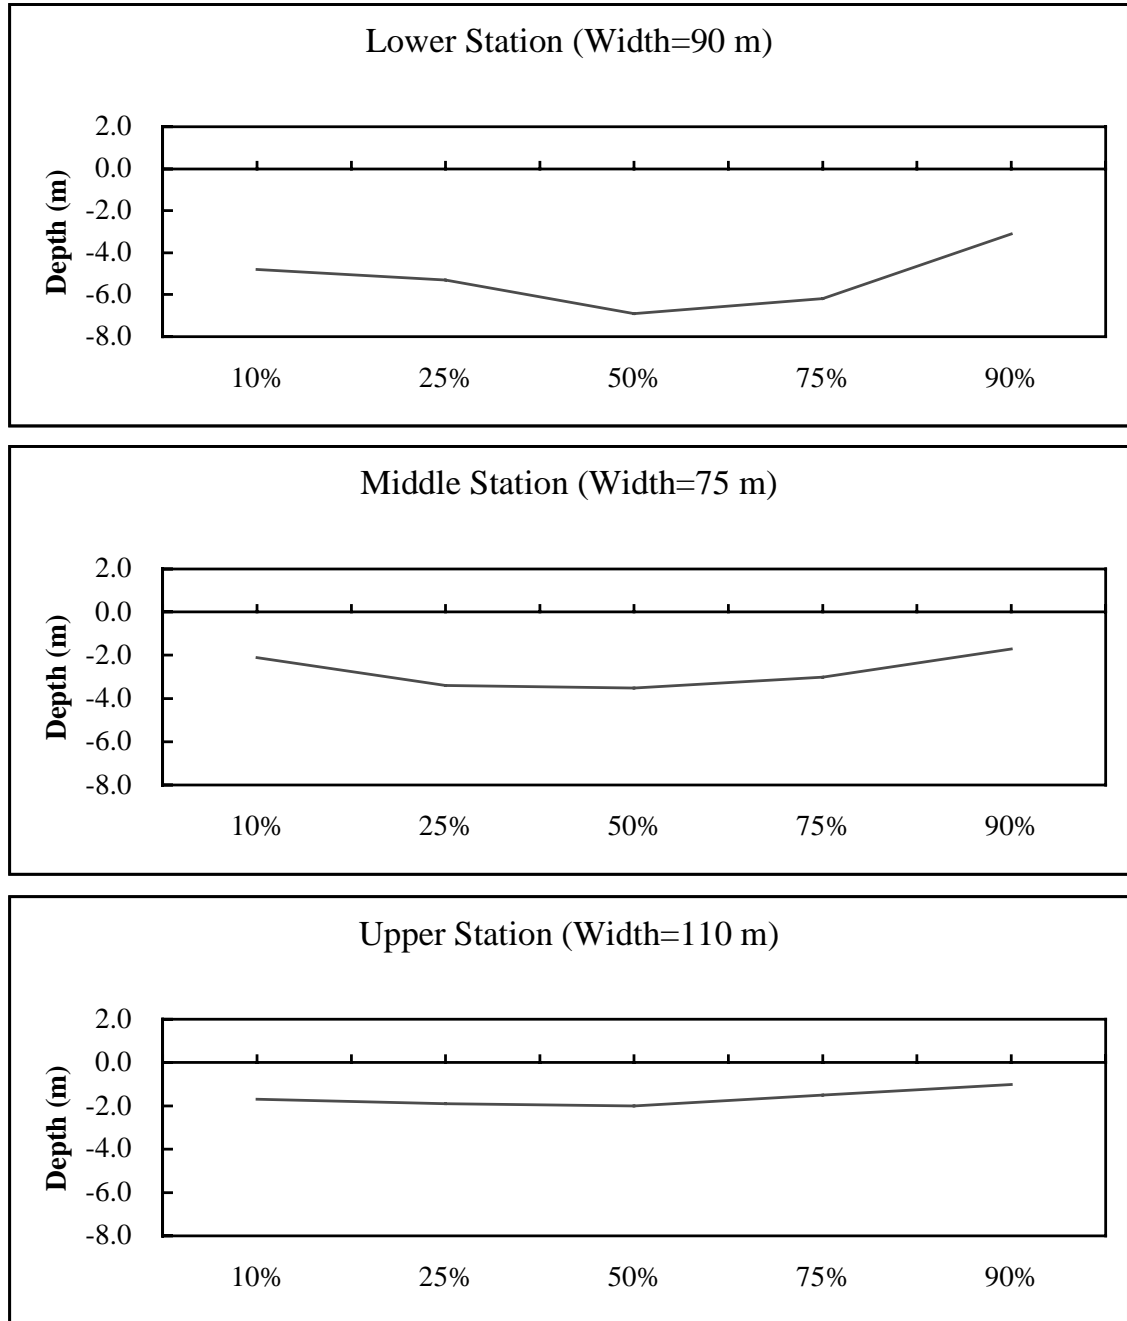 Lower Station (Width=90 m)
2.0
0.0
-2.0
-4.0
-6.0
-8.0
Depth (m)
10% 25% 50% 75% 90%
Middle Station (Width=75 m)
2.0
0.0
-2.0
-4.0
-6.0
-8.0
Depth (m)
10% 25% 50% 75% 90%
Upper Station (Width=110 m)
2.0
0.0
-2.0
-4.0
-6.0
-8.0
Depth (m)
10% 25% 50% 75% 90%